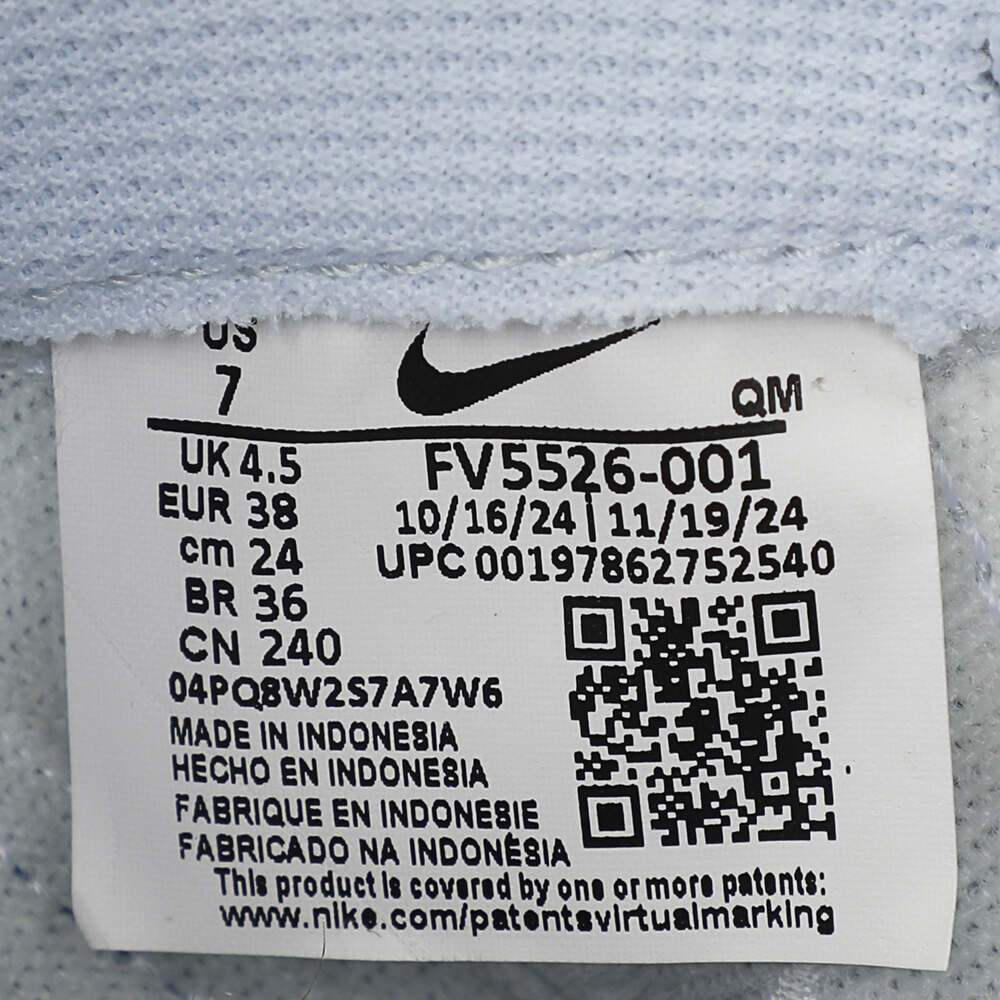 US
7
QM
UK 4.5
EUR 38
cm 24
BR 36
CN 240
FV5526-001
10/16/24 | 11/19/24
UPC 00197862752540
04PQ8W2S7A7W6
MADE IN INDONESIA
HECHO EN INDONESIA
FABRIQUE EN INDONESIE
FABRICADO NA INDONÉSIA
This product is covered by one or more patents:
www.nike.com/patentsvirtualmarking